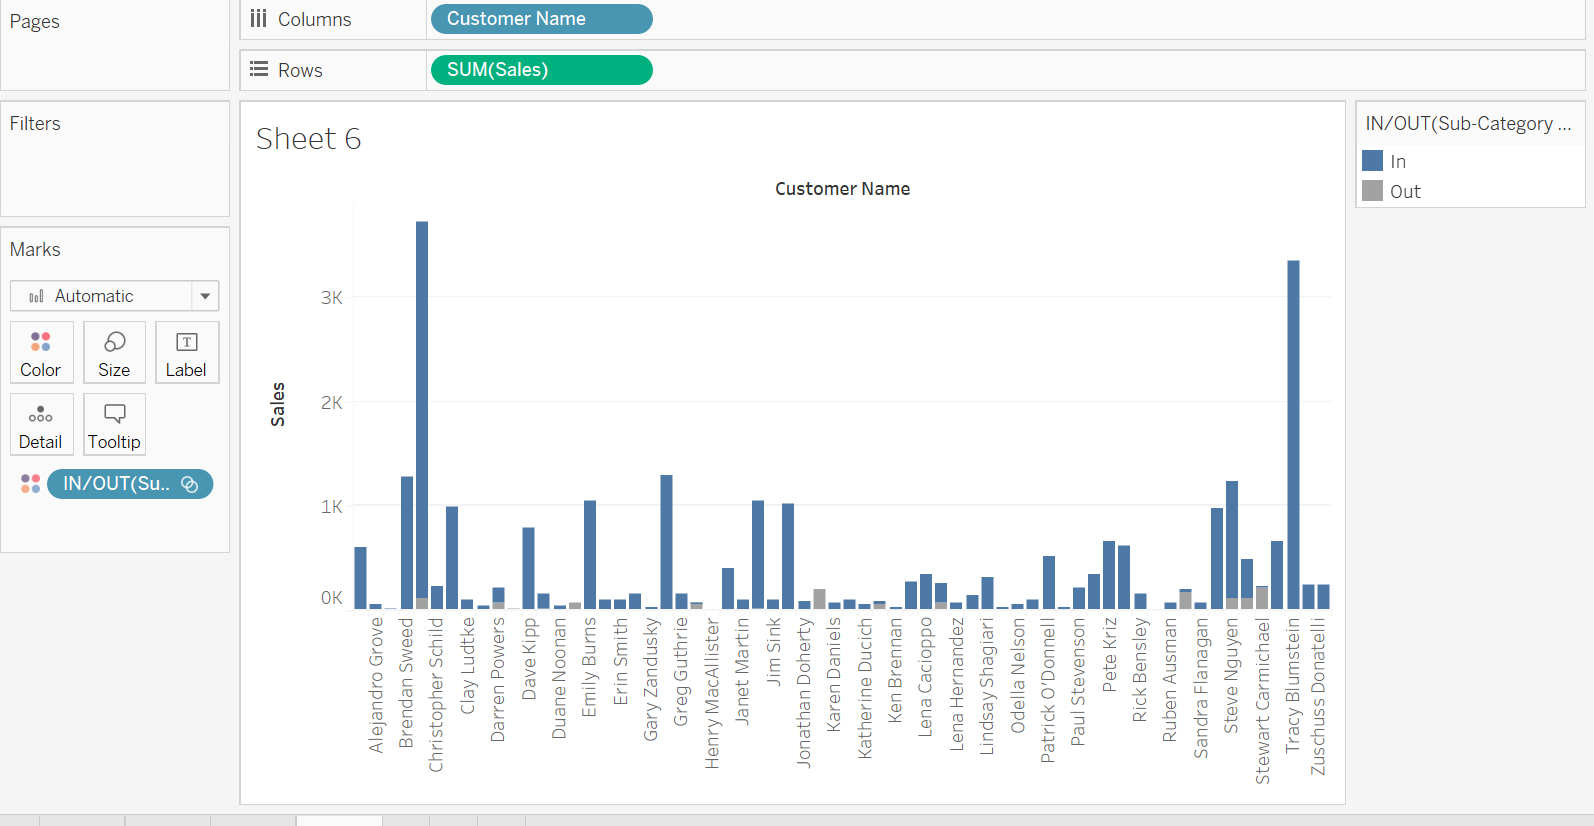 Pages
Columns
Customer Name
Rows
SUM(Sales)
Filters
Marks
Automatic
Color
Size
Label
Detail
Tooltip
IN/OUT(Su..
Sheet 6
Customer Name
Sales
3K
2K
1K
0K
Alejandro Grove
Brendan Sweed
Christopher Schild
Clay Ludtke
Darren Powers
Dave Kipp
Duane Noonan
Emily Burns
Erin Smith
Gary Zandusky
Greg Guthrie
Henry MacAllister
Janet Martin
Jim Sink
Jonathan Doherty
Karen Daniels
Katherine Ducich
Ken Brennan
Lena Cacioppo
Lena Hernandez
Lindsay Shagiari
Odella Nelson
Patrick O'Donnell
Paul Stevenson
Pete Kriz
Rick Bensley
Ruben Ausman
Sandra Flanagan
Steve Nguyen
Stewart Carmichael
Tracy Blumstein
Zuschuss Donatelli
IN/OUT(Sub-Category ...
In
Out